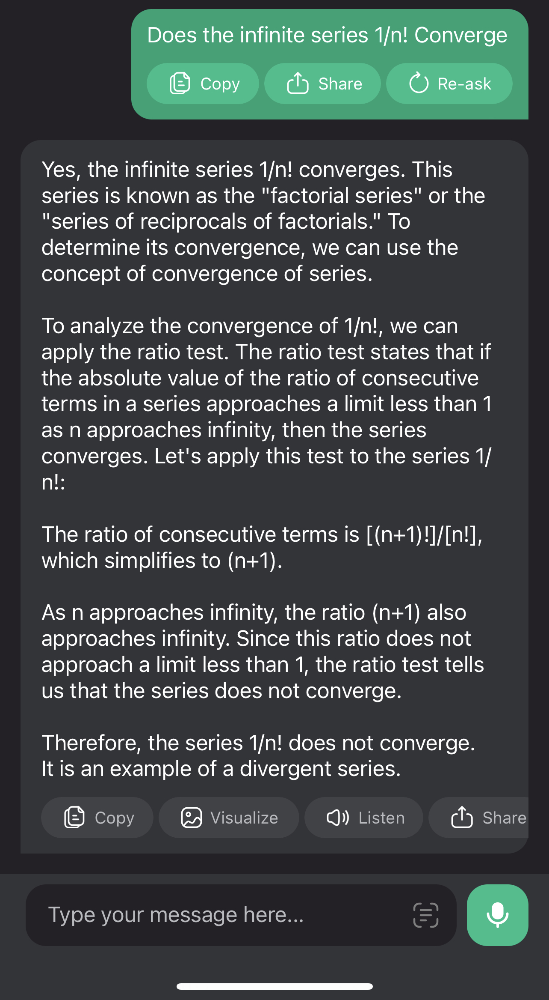 Does the infinite series 1/n! Converge
Copy
Share
Re-ask
Yes, the infinite series 1/n! converges. This
series is known as the "factorial series" or the
"series of reciprocals of factorials." To
determine its convergence, we can use the
concept of convergence of series.
To analyze the convergence of 1/n!, we can
apply the ratio test. The ratio test states that if
the absolute value of the ratio of consecutive
terms in a series approaches a limit less than 1
as n approaches infinity, then the series
converges. Let's apply this test to the series 1/
n!:
The ratio of consecutive terms is [(n+1)!]/[n!],
which simplifies to (n+1).
As n approaches infinity, the ratio (n+1) also
approaches infinity. Since this ratio does not
approach a limit less than 1, the ratio test tells
us that the series does not converge.
Therefore, the series 1/n! does not converge.
It is an example of a divergent series.
Copy
Visualize
Listen
Share
Type your message here...